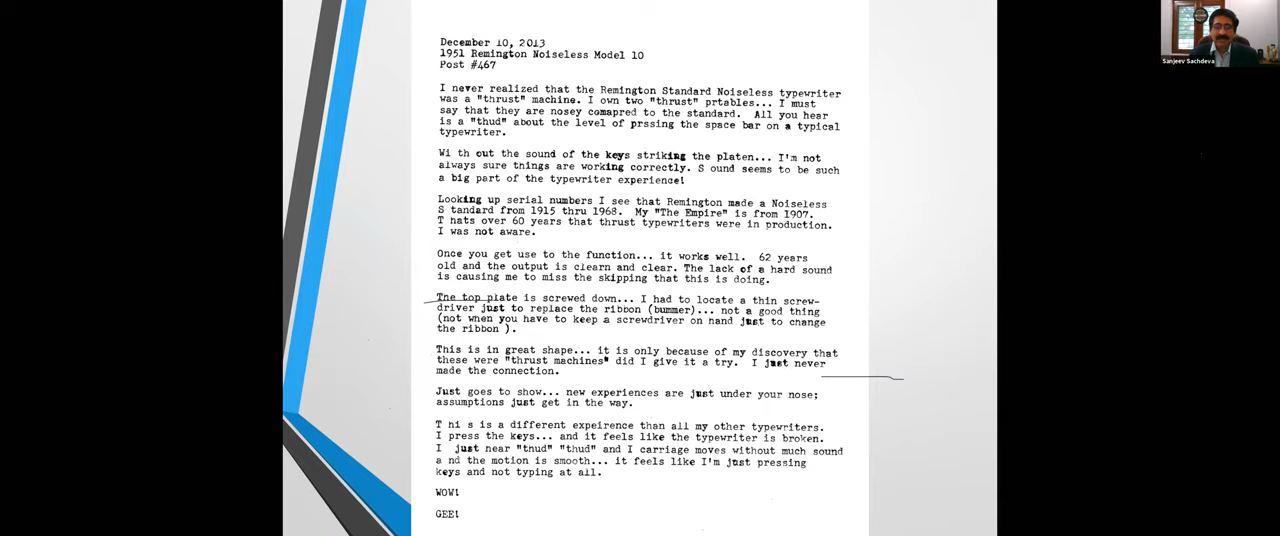 December 10, 2013
1951 Remington Noiseless Model 10
Post #467
I never realized that the Remington Standard Noiseless typewriter
was a "thrust" machine. I own two "thrust" prtables... I must
say that they are nosey comapred to the standard. All you hear
is a "thud" about the level of prssing the space bar on a typical
typewriter.
Wi th out the sound of the keys striking the platen... I'm not
always sure things are working correctly. S ound seems to be such
a big part of the typewriter experience!
Looking up serial numbers I see that Remington made a Noiseless
S tandard from 1915 thru 1968. My "The Empire" is from 1907.
T hats over 60 years that thrust typewriters were in production.
I was not aware.
Once you get use to the function... it works well. 62 years
old and the output is clearn and clear. The lack of a hard sound
is causing me to miss the skipping that this is doing.
The top plate is screwed down... I had to locate a thin screw-
driver just to replace the ribbon (bummer)... not a good thing
(not when you have to keep a screwdriver on hand just to change
the ribbon ).
This is in great shape... it is only because of my discovery that
these were "thrust machines" did I give it a try. I just never
made the connection.
Just goes to show... new experiences are just under your nose;
assumptions just get in the way.
T hi s is a different expeirence than all my other typewriters.
I press the keys... and it feels like the typewriter is broken.
I just near "tnud" "thud" and I carriage moves without much sound
a nd the motion is smooth... it feels like I'm just pressing
keys and not typing at all.
WOW!
GEE!
Sanjeev Sachdeva